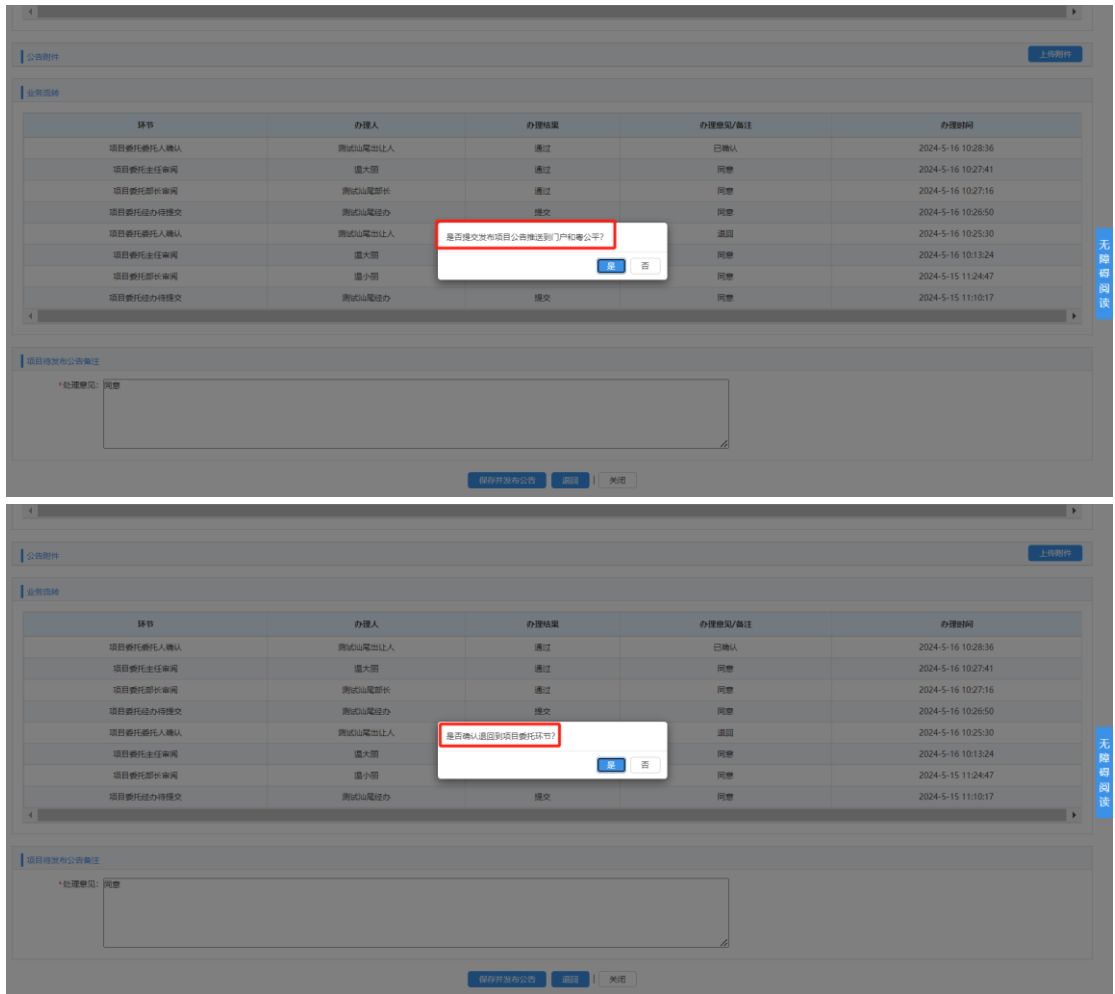 公告附件 上传附件
业务流转
环节 办理人 办理结果 办理意见/备注 办理时间
项目委托委托人确认 测试汕尾出让人 通过 已确认 2024-5-16 10:28:36
项目委托主任审阅 温大丽 通过 同意 2024-5-16 10:27:41
项目委托部长审阅 测试汕尾部长 通过 同意 2024-5-16 10:27:16
项目委托经办待提交 测试汕尾经办 提交 同意 2024-5-16 10:26:50
项目委托委托人确认 测试汕尾出让人 退回 2024-5-16 10:25:30
项目委托主任审阅 温大丽 同意 2024-5-16 10:13:24
项目委托部长审阅 温小丽 同意 2024-5-15 11:24:47
项目委托经办待提交 测试汕尾经办 提交 同意 2024-5-15 11:10:17
是否提交发布项目公告推送到门户和粤公平?
是 否
无障碍阅读
项目待发布公告备注
*处理意见: 同意
保存并发布公告 退回 | 关闭
公告附件 上传附件
业务流转
环节 办理人 办理结果 办理意见/备注 办理时间
项目委托委托人确认 测试汕尾出让人 通过 已确认 2024-5-16 10:28:36
项目委托主任审阅 温大丽 通过 同意 2024-5-16 10:27:41
项目委托部长审阅 测试汕尾部长 通过 同意 2024-5-16 10:27:16
项目委托经办待提交 测试汕尾经办 提交 同意 2024-5-16 10:26:50
项目委托委托人确认 测试汕尾出让人 退回 2024-5-16 10:25:30
项目委托主任审阅 温大丽 同意 2024-5-16 10:13:24
项目委托部长审阅 温小丽 同意 2024-5-15 11:24:47
项目委托经办待提交 测试汕尾经办 提交 同意 2024-5-15 11:10:17
是否确认退回到项目委托环节?
是 否
无障碍阅读
项目待发布公告备注
*处理意见: 同意
保存并发布公告 退回 | 关闭